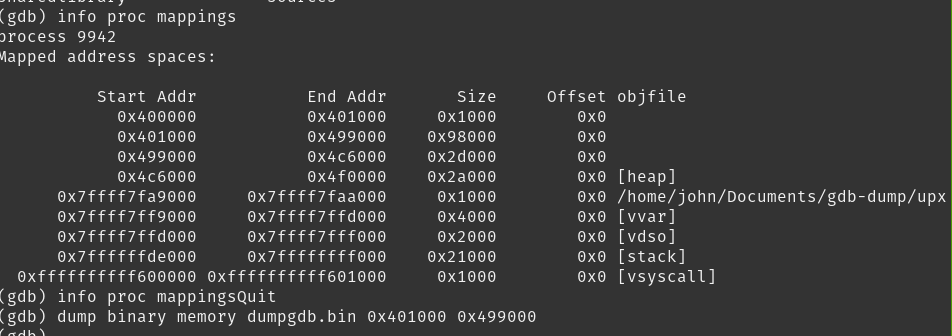 (gdb) info proc mappings
process 9942
Mapped address spaces:
Start Addr End Addr Size Offset objfile
0x400000 0x401000 0x1000 0x0
0x401000 0x499000 0x98000 0x0
0x499000 0x4c6000 0x2d000 0x0
0x4c6000 0x4f0000 0x2a000 0x0 [heap]
0x7ffff7fa9000 0x7ffff7faa000 0x1000 0x0 /home/john/Documents/gdb-dump/upx
0x7ffff7ff9000 0x7ffff7ffd000 0x4000 0x0 [vvar]
0x7ffff7ffd000 0x7ffff7fff000 0x2000 0x0 [vdso]
0x7ffffffde000 0x7ffffffff000 0x21000 0x0 [stack]
0xffffffffff600000 0xffffffffff601000 0x1000 0x0 [vsyscall]
(gdb) info proc mappingsQuit
(gdb) dump binary memory dumpgdb.bin 0x401000 0x499000
(gdb)